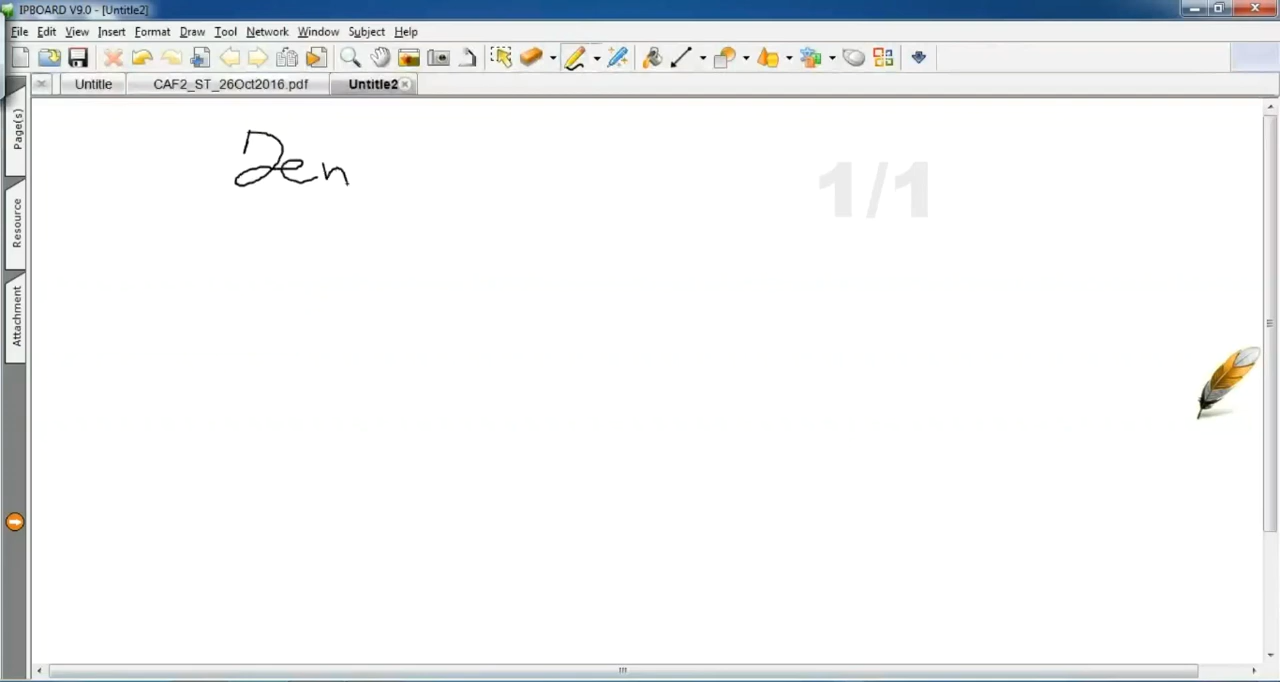 IPBOARD V9.0 - [Untitle2]
File Edit View Insert Format Draw Tool Network Window Subject Help
Untitle CAF2_ST_26Oct2016.pdf Untitle2
Page(s)
Resource
Attachment
Den
1/1